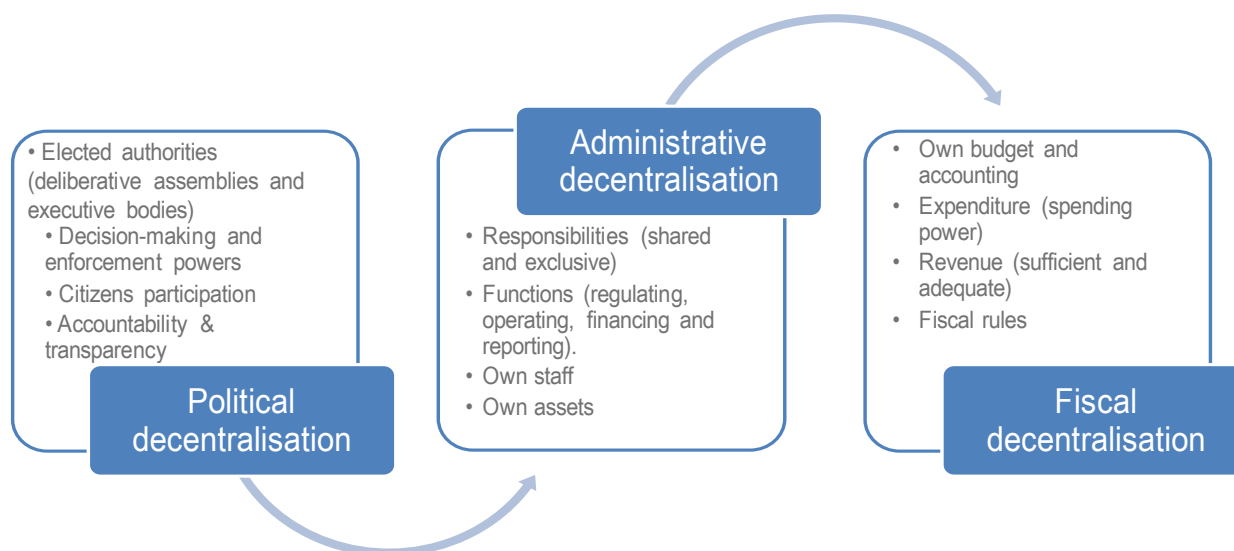 • Elected authorities
(deliberative assemblies and
executive bodies)
• Decision-making and
enforcement powers
• Citizens participation
• Accountability &
transparency
Political
decentralisation
Administrative
decentralisation
• Responsibilities (shared
and exclusive)
• Functions (regulating,
operating, financing and
reporting).
• Own staff
• Own assets
• Own budget and
accounting
• Expenditure (spending
power)
• Revenue (sufficient and
adequate)
• Fiscal rules
Fiscal
decentralisation